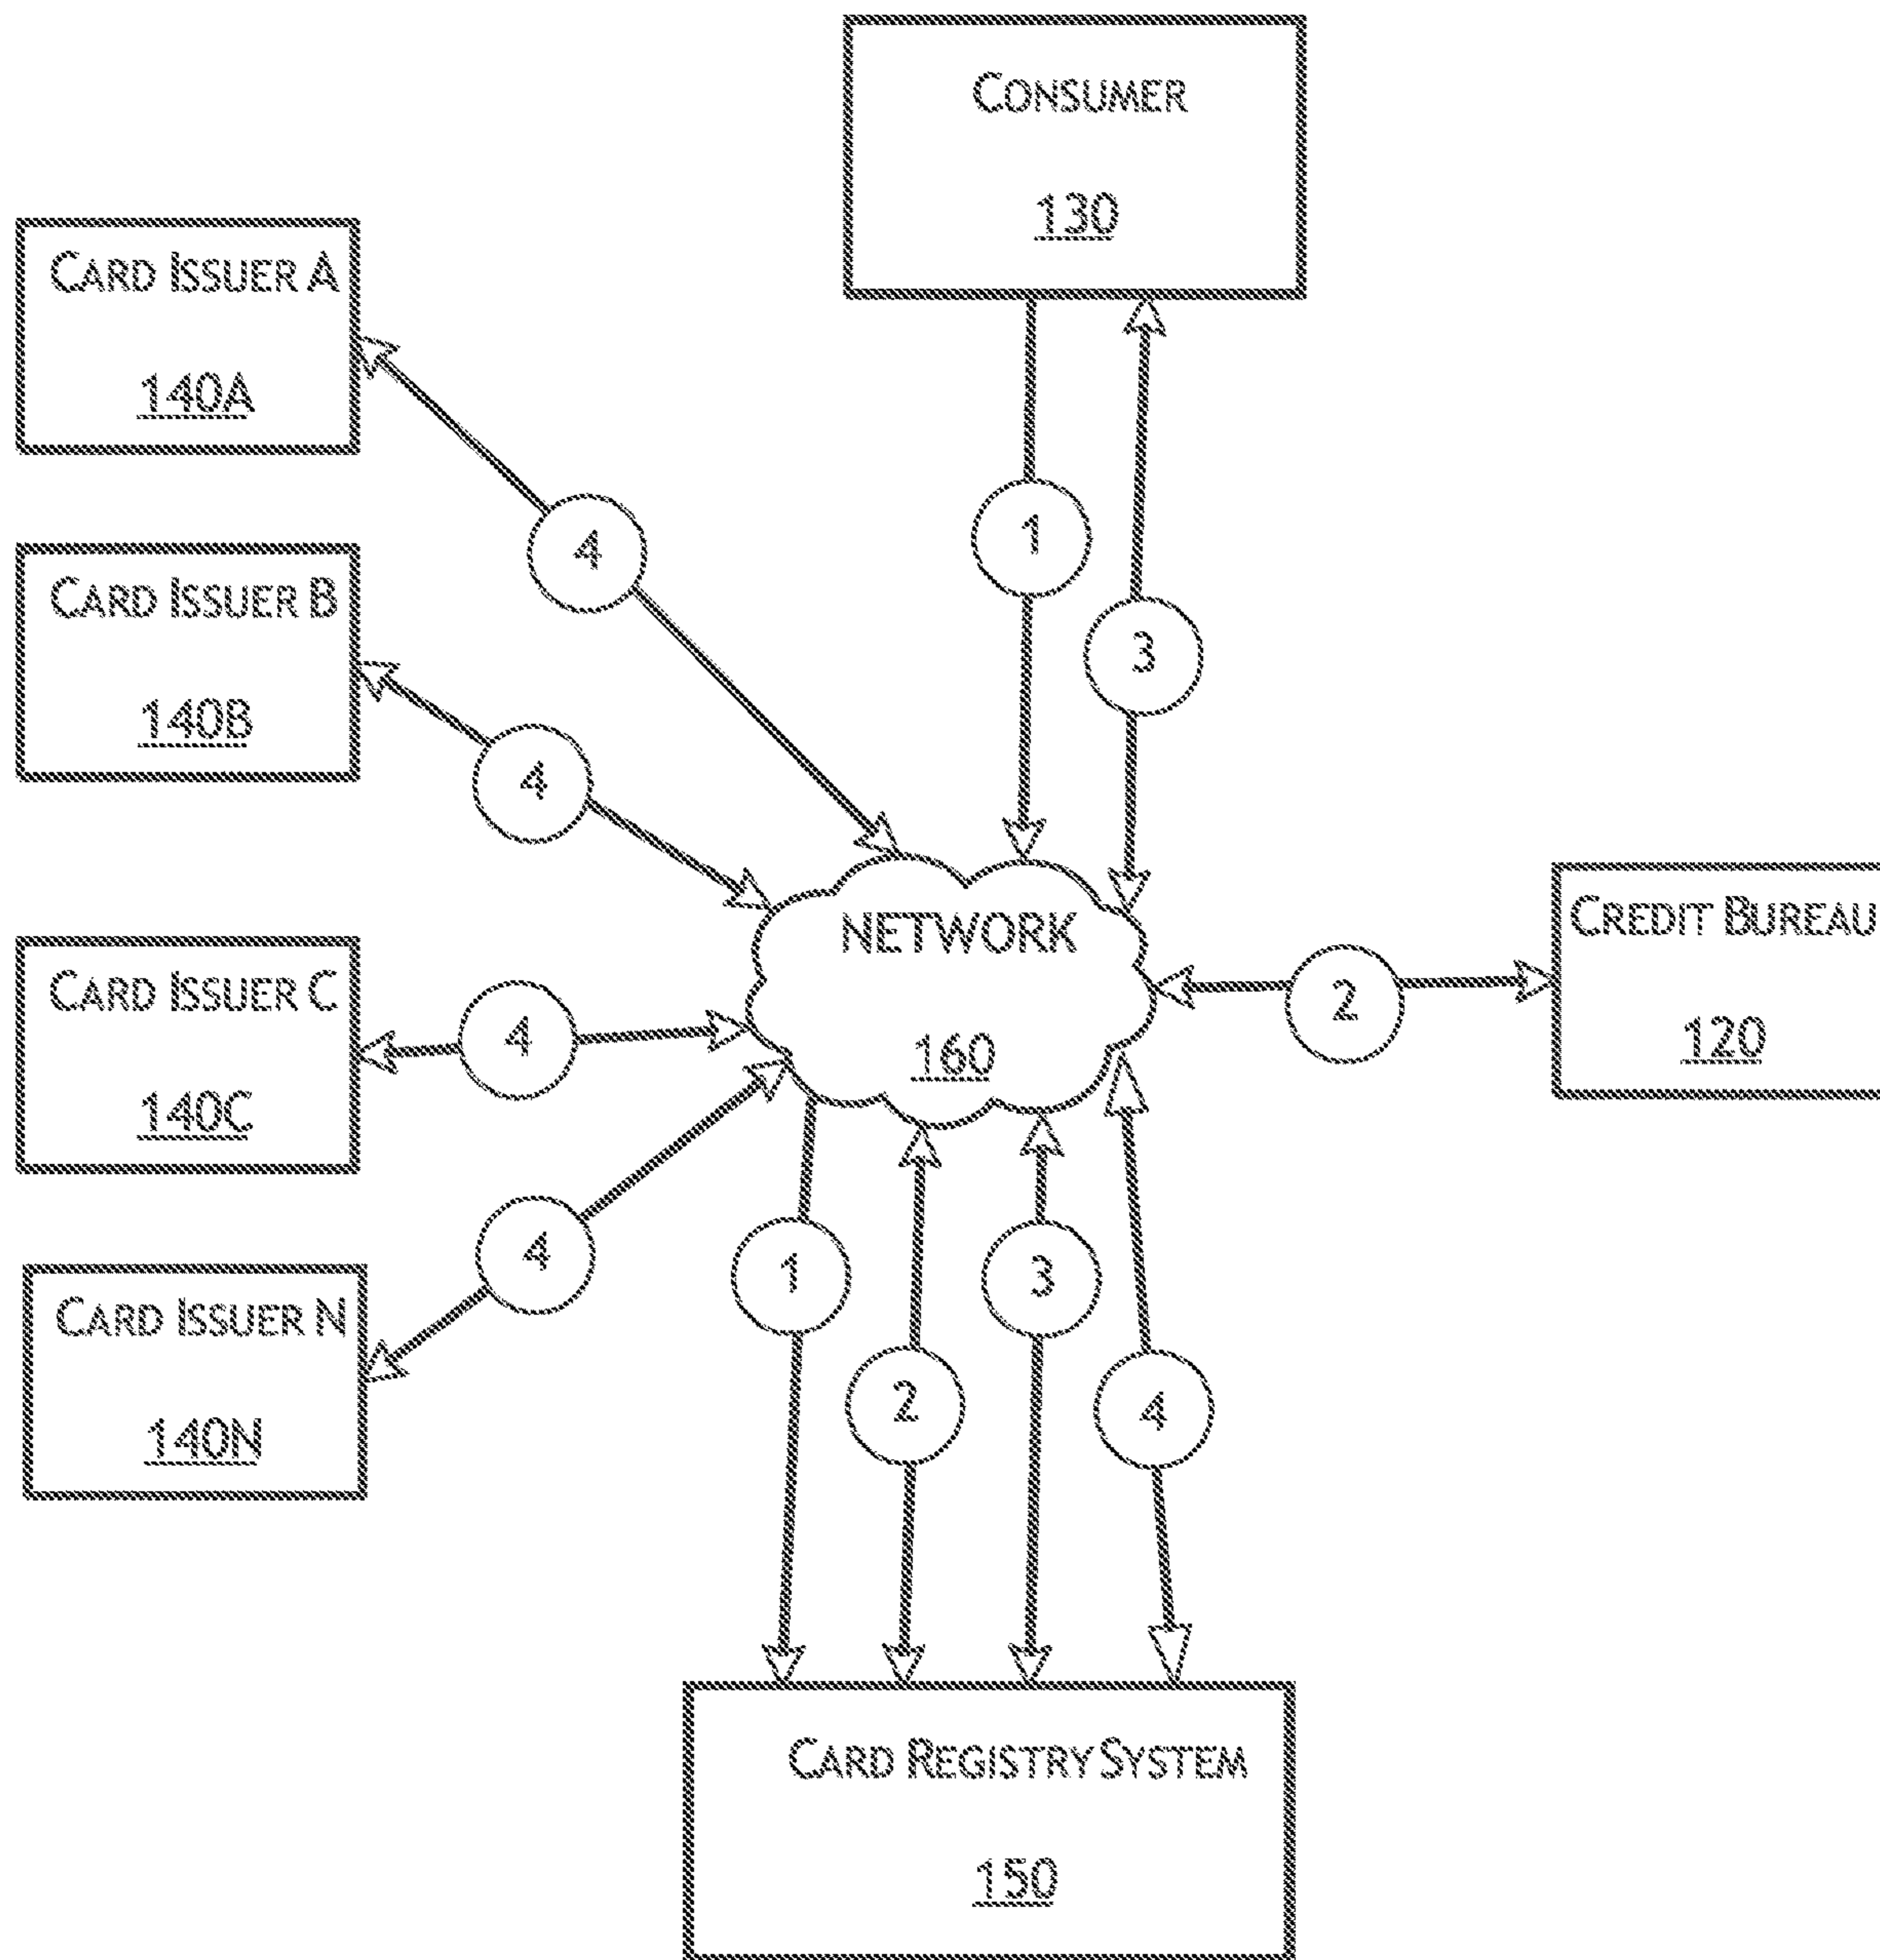 CONSUMER
130
CARD ISSUER A
140A
1
4
CARD ISSUER B
140B
3
4
NETWORK
160
CREDIT BUREAU
120
2
CARD ISSUER C
140C
4
4
CARD ISSUER N
140N
1
2
3
4
CARD REGISTRY SYSTEM
150